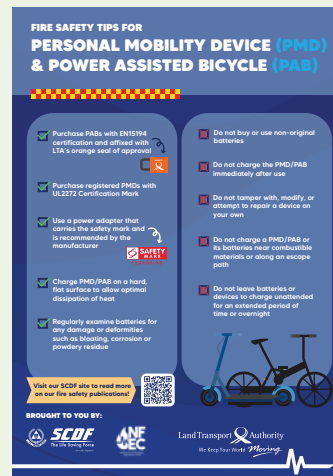 FIRE SAFETY TIPS FOR
PERSONAL MOBILITY DEVICE (PMD)
& POWER ASSISTED BICYCLE (PAB)
Purchase PABs with EN15194
certification and affixed with
LTA's orange seal of approval
Purchase registered PMDs with
UL2272 Certification Mark
Use a power adapter that
carries the safety mark and
is recommended by the
manufacturer
SAFETY
MARK
Charge PMD/PAB on a hard,
flat surface to allow optimal
dissipation of heat
Regularly examine batteries for
any damage or deformities
such as bloating, corrosion or
powdery residue
Do not buy or use non-original
batteries
Do not charge the PMD/PAB
immediately after use
Do not tamper with, modify, or
attempt to repair a device on
your own
Do not charge a PMD/PAB or
its batteries near combustible
materials or along an escape
path
Do not leave batteries or
devices to charge unattended
for an extended period of
time or overnight
Visit our SCDF site to read more
on our fire safety publications!
BROUGHT TO YOU BY:
SCDF
The Life Saving Force
NF
EC
Land Transport Authority
We Keep Your World Moving